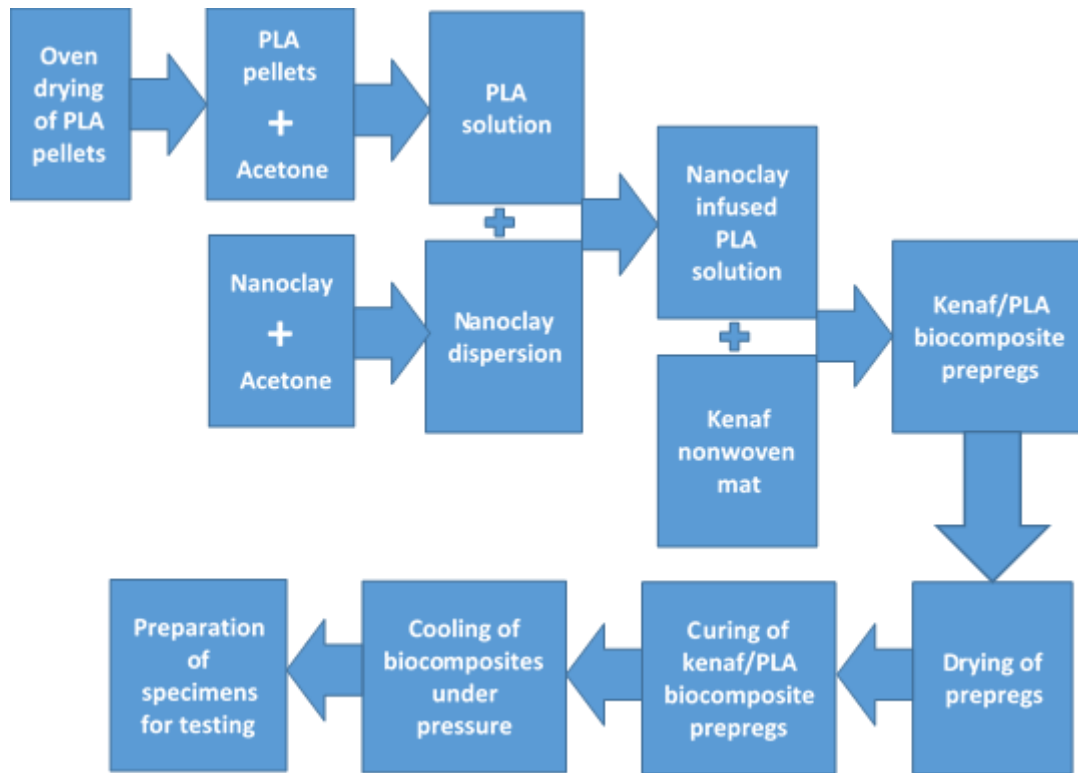 Oven
drying
of PLA
pellets
PLA
pellets
+
Acetone
PLA
solution
+
Nanoclay
+
Acetone
Nanoclay
dispersion
Nanoclay
infused
PLA
solution
+
Kenaf
nonwoven
mat
Kenaf/PLA
biocomposite
prepregs
Drying of
prepregs
Curing of
kenaf/PLA
biocomposite
prepregs
Cooling of
biocomposites
under
pressure
Preparation
of
specimens
for testing